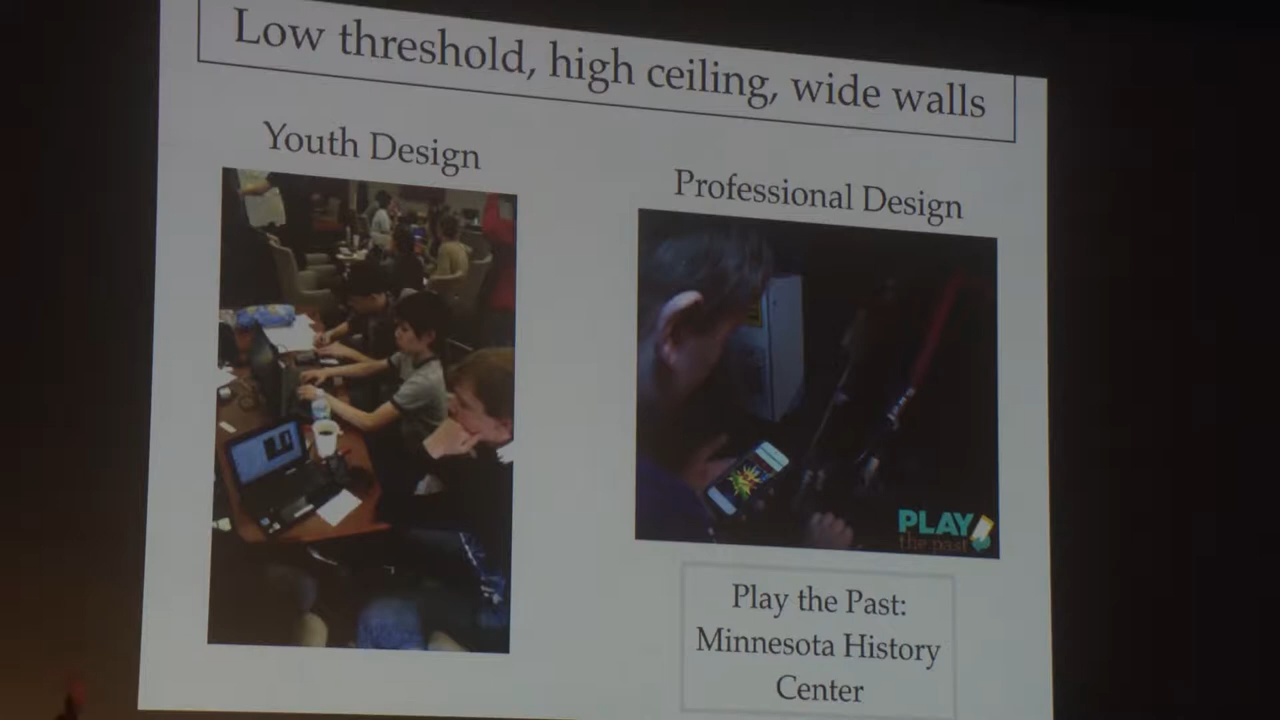 Low threshold, high ceiling, wide walls
Youth Design
Professional Design
PLAY
the past
Play the Past:
Minnesota History
Center